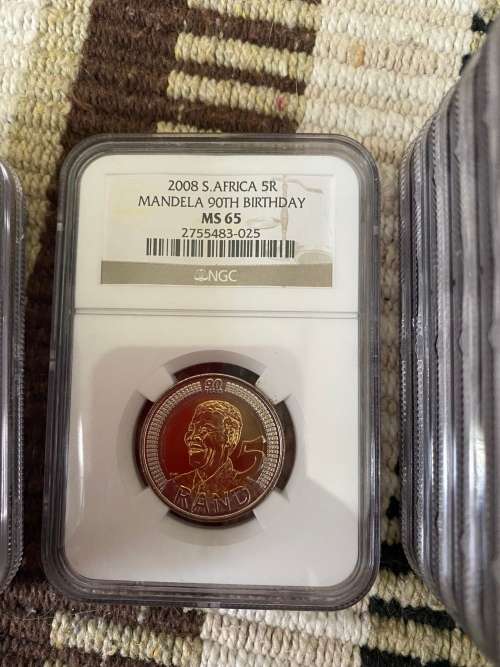 2008 S.AFRICA 5R
MANDELA 90TH BIRTHDAY
MS 65
2755483-025
NGC
90
5
RAND